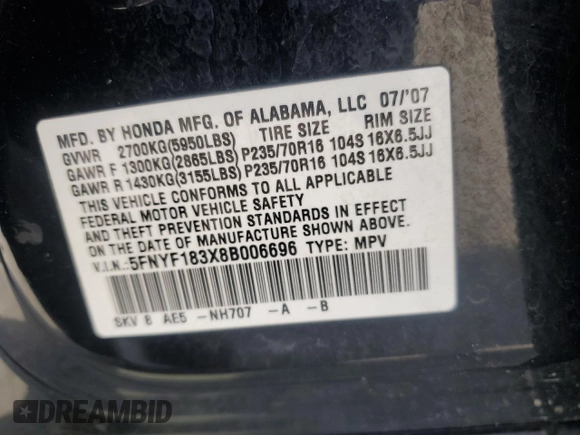 MFD. BY HONDA MFG. OF ALABAMA, LLC 07/'07
GVWR 2700KG(5950LBS) TIRE SIZE RIM SIZE
GAWR F 1300KG(2865LBS) P235/70R16 104S 16X6.5JJ
GAWR R 1430KG(3155LBS) P235/70R16 104S 16X6.5JJ
THIS VEHICLE CONFORMS TO ALL APPLICABLE
FEDERAL MOTOR VEHICLE SAFETY
AND THEFT PREVENTION STANDARDS IN EFFECT
ON THE DATE OF MANUFACTURE SHOWN ABOVE.
V.I.N.:5FNYF183X8B006696 TYPE: MPV
SKV 8 AE5 -NH707 -A -B
DREAMBID